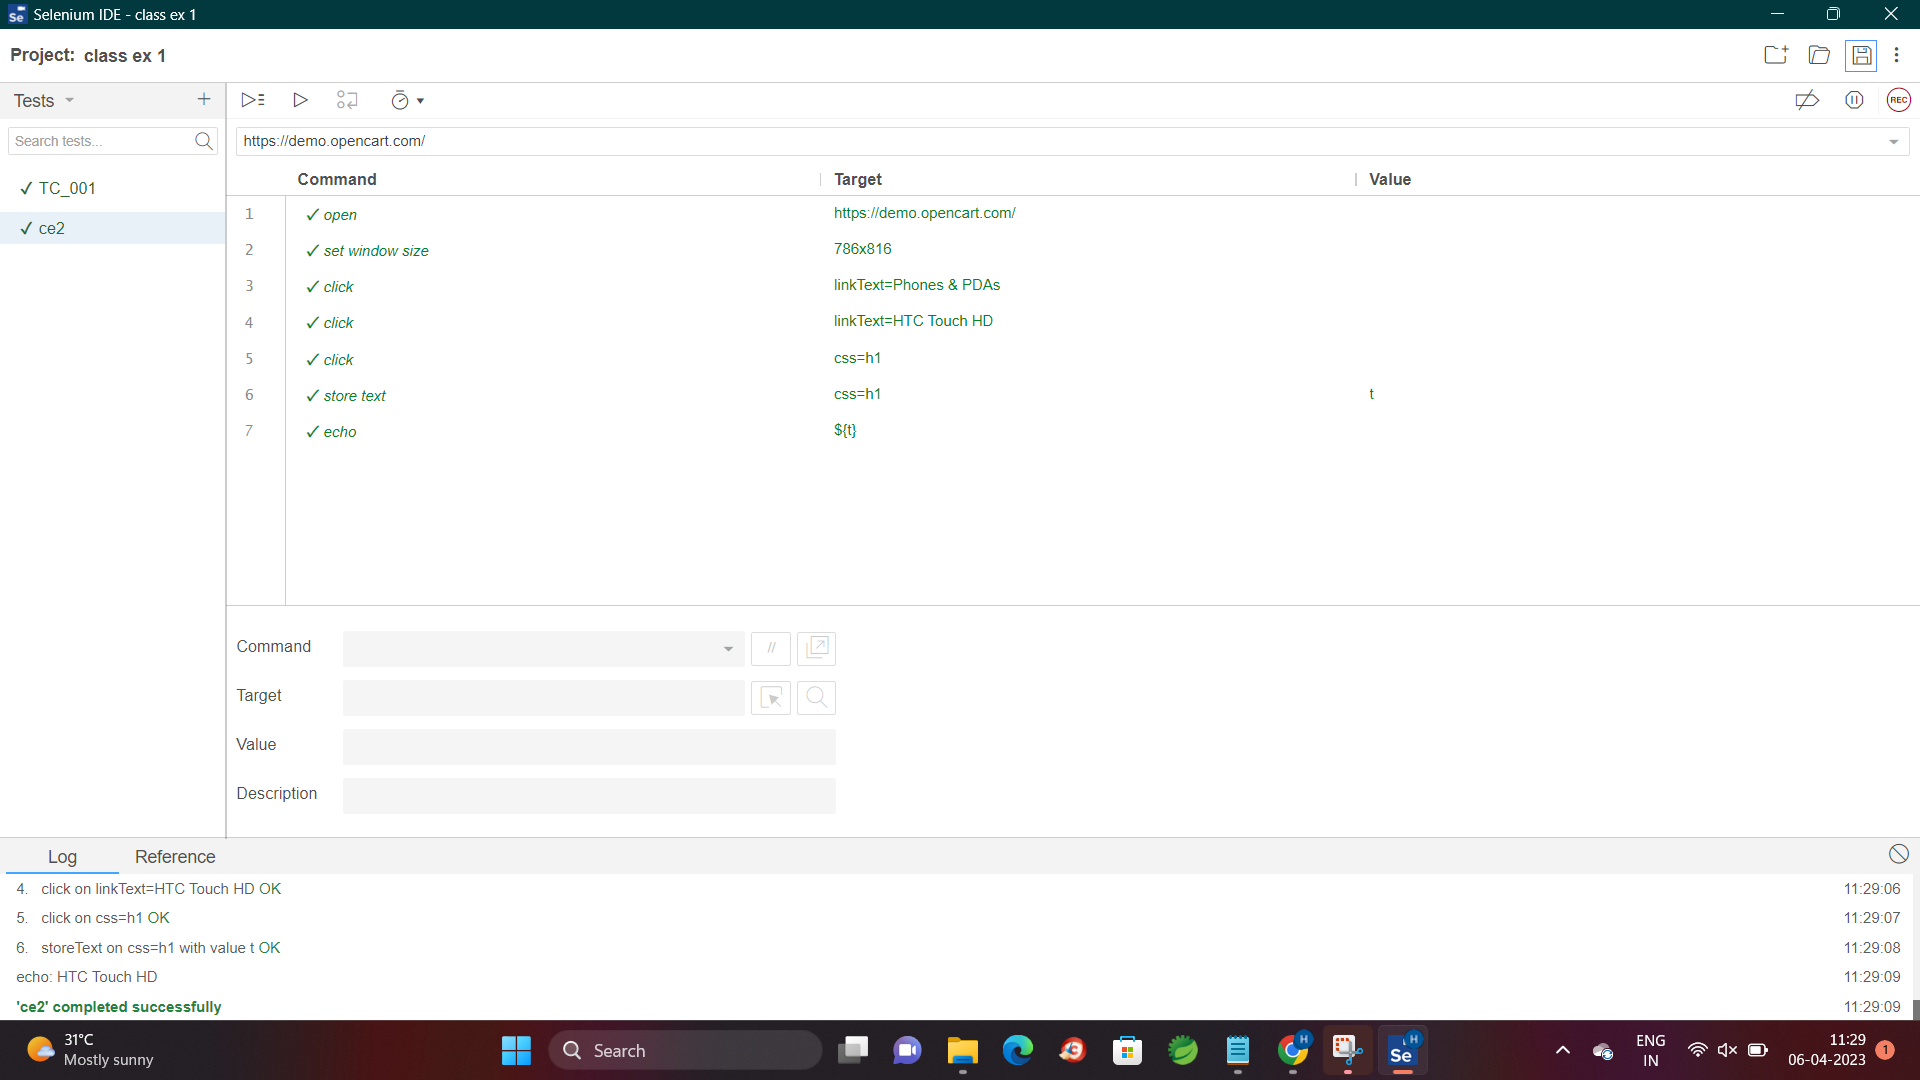 Se Selenium IDE - class ex 1
Project: class ex 1
Tests
REC
Search tests...
https://demo.opencart.com/
Command Target Value
✓ TC_001
✓ ce2
1 ✓ open https://demo.opencart.com/
2 ✓ set window size 786x816
3 ✓ click linkText=Phones & PDAs
4 ✓ click linkText=HTC Touch HD
5 ✓ click css=h1
6 ✓ store text css=h1 t
7 ✓ echo ${t}
Command //
Target
Value
Description
Log Reference
4. click on linkText=HTC Touch HD OK 11:29:06
5. click on css=h1 OK 11:29:07
6. storeText on css=h1 with value t OK 11:29:08
echo: HTC Touch HD 11:29:09
'ce2' completed successfully 11:29:09
31°C
Mostly sunny
Search
H
Se H
ENG
IN
11:29
06-04-2023
1